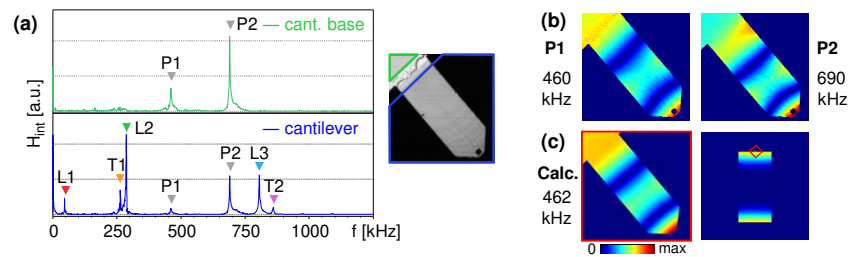 (a)
cant. base
P2
P1
H_int [a.u.]
cantilever
L2
L1
T1
P1
P2
L3
T2
0
250
500
750
1000
f [kHz]
(b)
P1
460
kHz
P2
690
kHz
(c)
Calc.
462
kHz
0
max